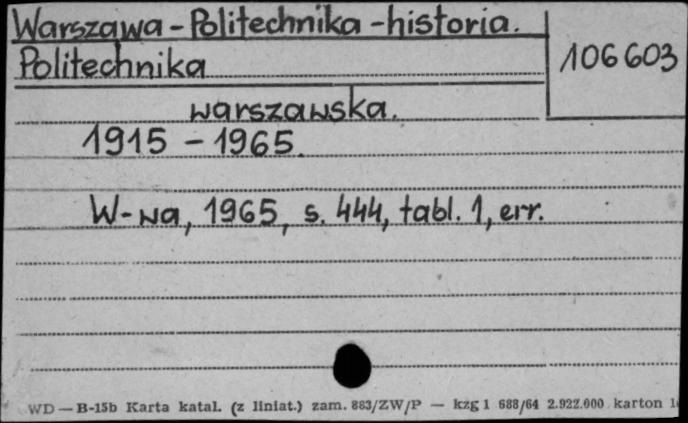 Warszawa - Politechnika - historia.
106603
Politechnika
warszawska.
1915 - 1965.
W-wa, 1965, s. 444, tabl. 1, err.
WD — B-15b Karta katal. (z liniat.) zam. 883/ZW/P — kzg 1 688/64 2.922.000 karton